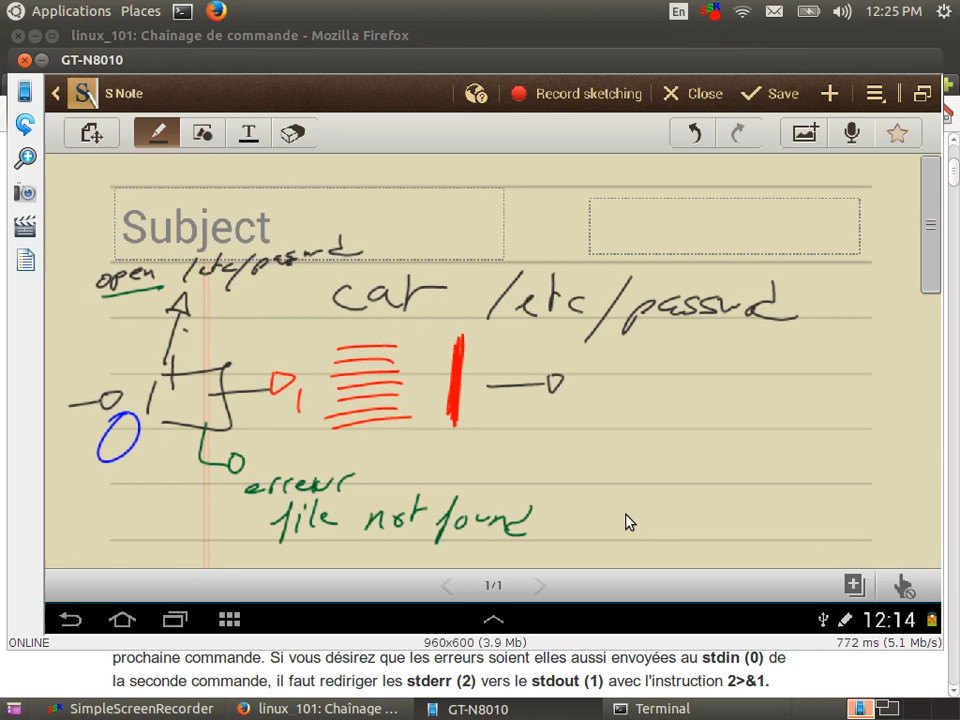 Applications Places En 12:25 PM
linux_101: Chaînage de commande - Mozilla Firefox
GT-N8010
S Note Record sketching Close Save
T
Subject
open /etc/passwd
cat /etc/passwd
0 1
erreur
file not found
1/1
12:14
ONLINE 960x600 (3.9 Mb) 772 ms (5.1 Mb/s)
prochaine commande. Si vous désirez que les erreurs soient elles aussi envoyées au stdin (0) de
la seconde commande, il faut rediriger les stderr (2) vers le stdout (1) avec l'instruction 2>&1.
SimpleScreenRecorder linux_101: Chaînage ... GT-N8010 Terminal